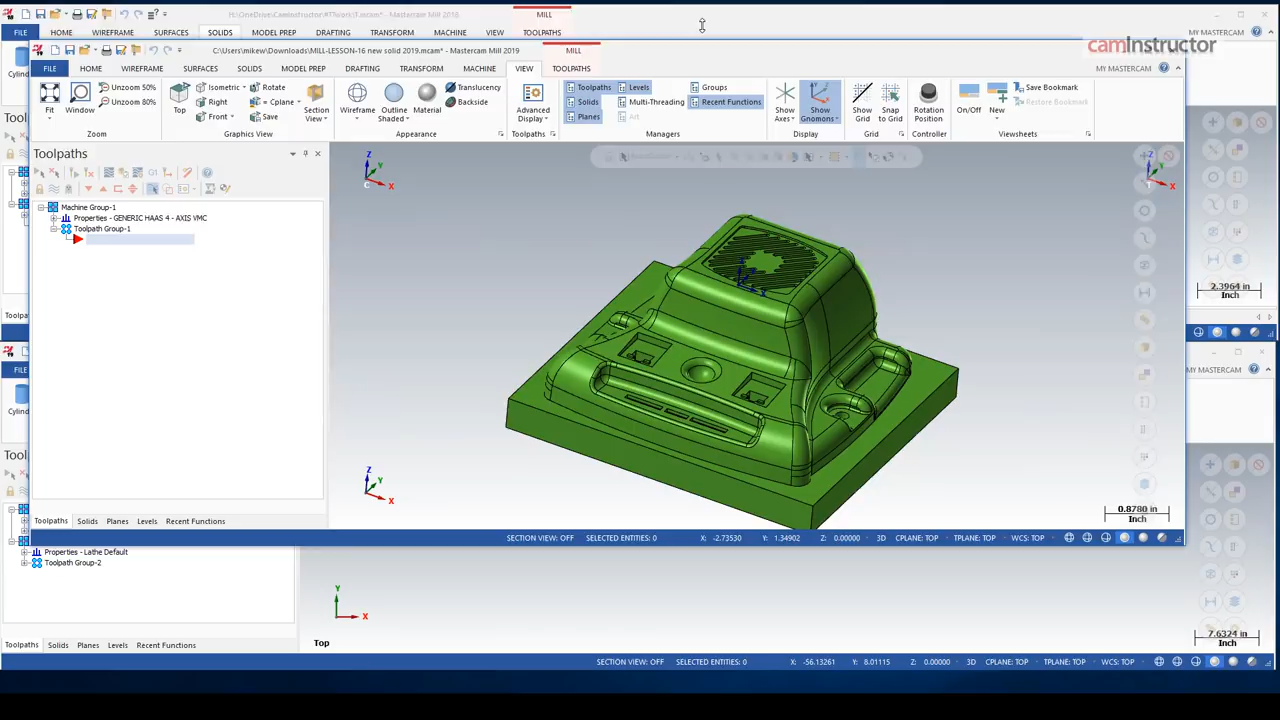 H:\OneDrive\CamInstructor\
Mastercam Mill 2018
MILL
FILE HOME WIREFRAME SURFACES SOLIDS MODEL PREP DRAFTING TRANSFORM MACHINE VIEW TOOLPATHS
camInstructor
C:\Users\mikew\Downloads\MILL-LESSON-16 new solid 2019.mcam* - Mastercam Mill 2019
MILL
FILE HOME WIREFRAME SURFACES SOLIDS MODEL PREP DRAFTING TRANSFORM MACHINE VIEW TOOLPATHS MY MASTERCAM
Unzoom 50% Isometric Rotate Translucency Toolpaths Levels Groups Save Bookmark
Fit Window Unzoom 80% Top Right = Cplane Section View Wireframe Outline Shaded Material Backside Advanced Display Solids Multi-Threading Recent Functions Show Axes Show Gnomons Show Grid Snap to Grid Rotation Position On/Off New Restore Bookmark
Front Save Planes Art
Zoom Graphics View Appearance Toolpaths Managers Display Grid Controller Viewsheets
Toolpaths
Z Y X C
Z Y X T
Machine Group-1
Properties - GENERIC HAAS 4 - AXIS VMC
Toolpath Group-1
2.3964 in
Inch
MY MASTERCAM
FILE
Z Y X
0.8780 in
Inch
Toolpaths Solids Planes Levels Recent Functions
SECTION VIEW: OFF SELECTED ENTITIES: 0 X: -2.73530 Y: 1.34902 Z: 0.00000 3D CPLANE: TOP TPLANE: TOP WCS: TOP
Properties - Lathe Default
Toolpath Group-2
Y X
Top
7.6324 in
Inch
Toolpaths Solids Planes Levels Recent Functions
SECTION VIEW: OFF SELECTED ENTITIES: 0 X: -56.13261 Y: 8.01115 Z: 0.00000 3D CPLANE: TOP TPLANE: TOP WCS: TOP